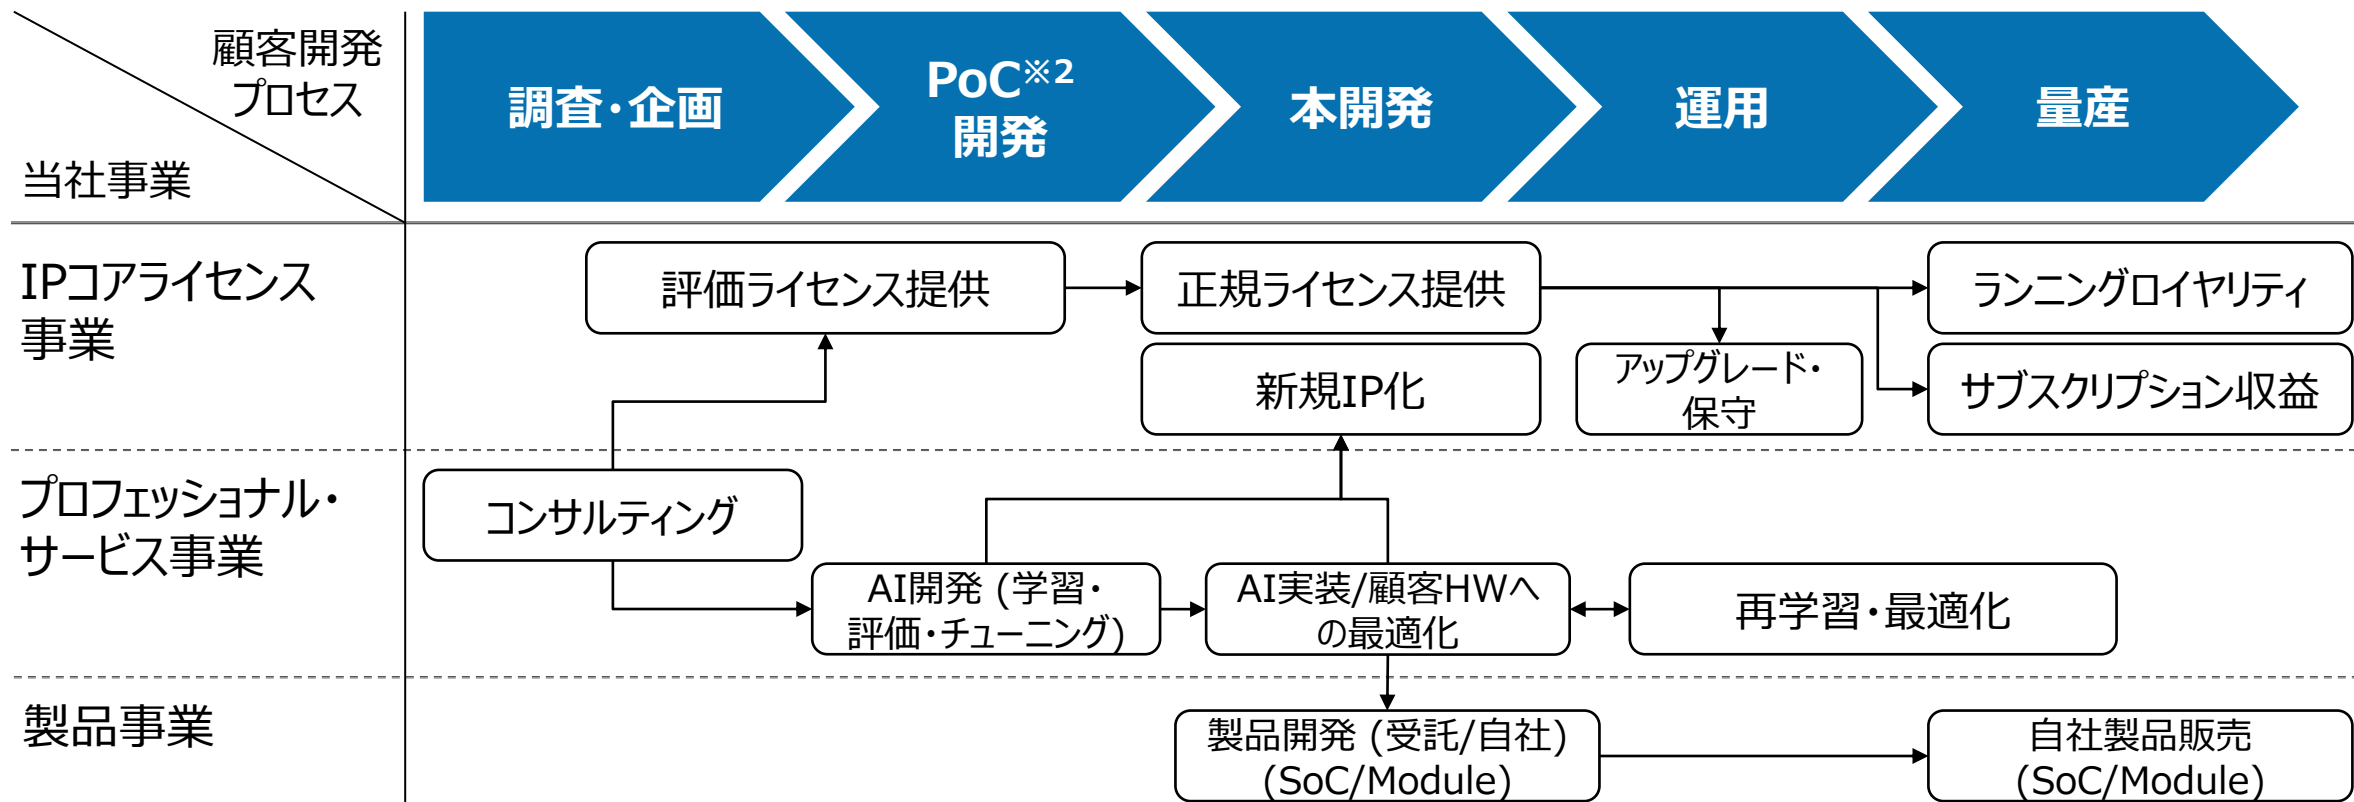 顧客開発
プロセス
当社事業
調査・企画
PoC※2
開発
本開発
運用
量産
IPコアライセンス
事業
評価ライセンス提供
正規ライセンス提供
ランニングロイヤリティ
新規IP化
アップグレード・
保守
サブスクリプション収益
プロフェッショナル・
サービス事業
コンサルティング
AI開発 (学習・
評価・チューニング)
AI実装/顧客HWへ
の最適化
再学習・最適化
製品事業
製品開発 (受託/自社)
(SoC/Module)
自社製品販売
(SoC/Module)